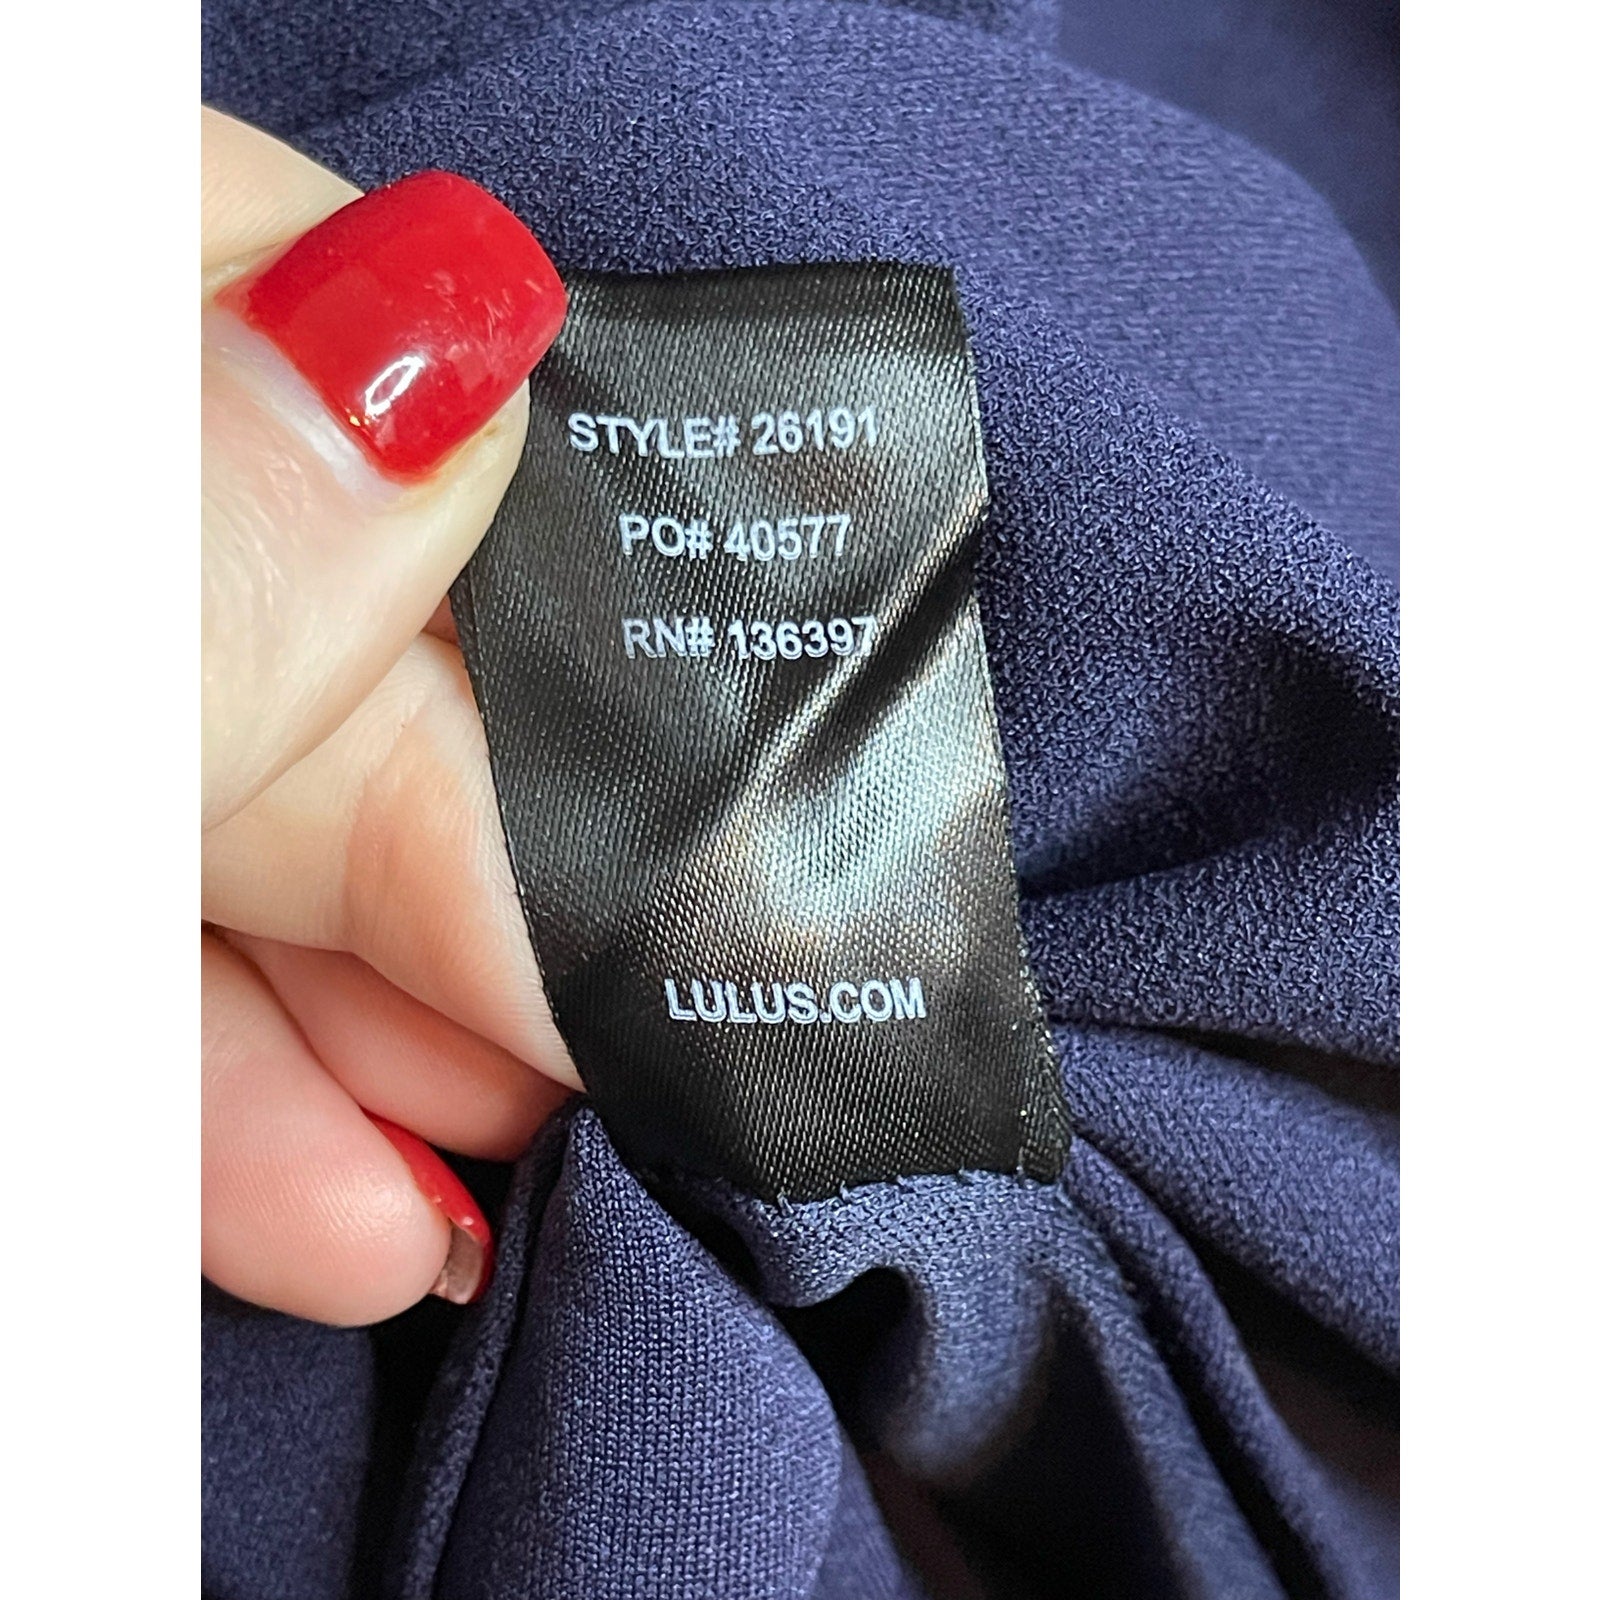 STYLE# 26191
PO# 40577
RN# 136397
LULUS.COM